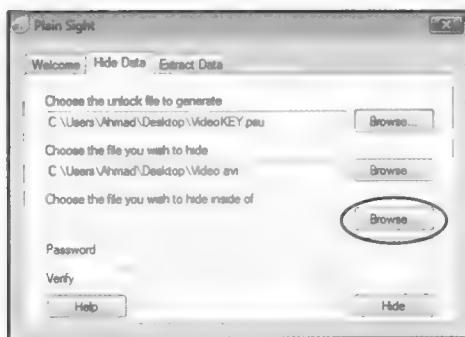 Plain Sight
Welcome Hide Data Extract Data
Choose the unlock file to generate
C \Users\Ahmad\Desktop\VideoKEY.psu Browse...
Choose the file you wish to hide
C \Users\Ahmad\Desktop\Video avi Browse
Choose the file you wish to hide inside of
Browse
Password
Verify
Help Hide